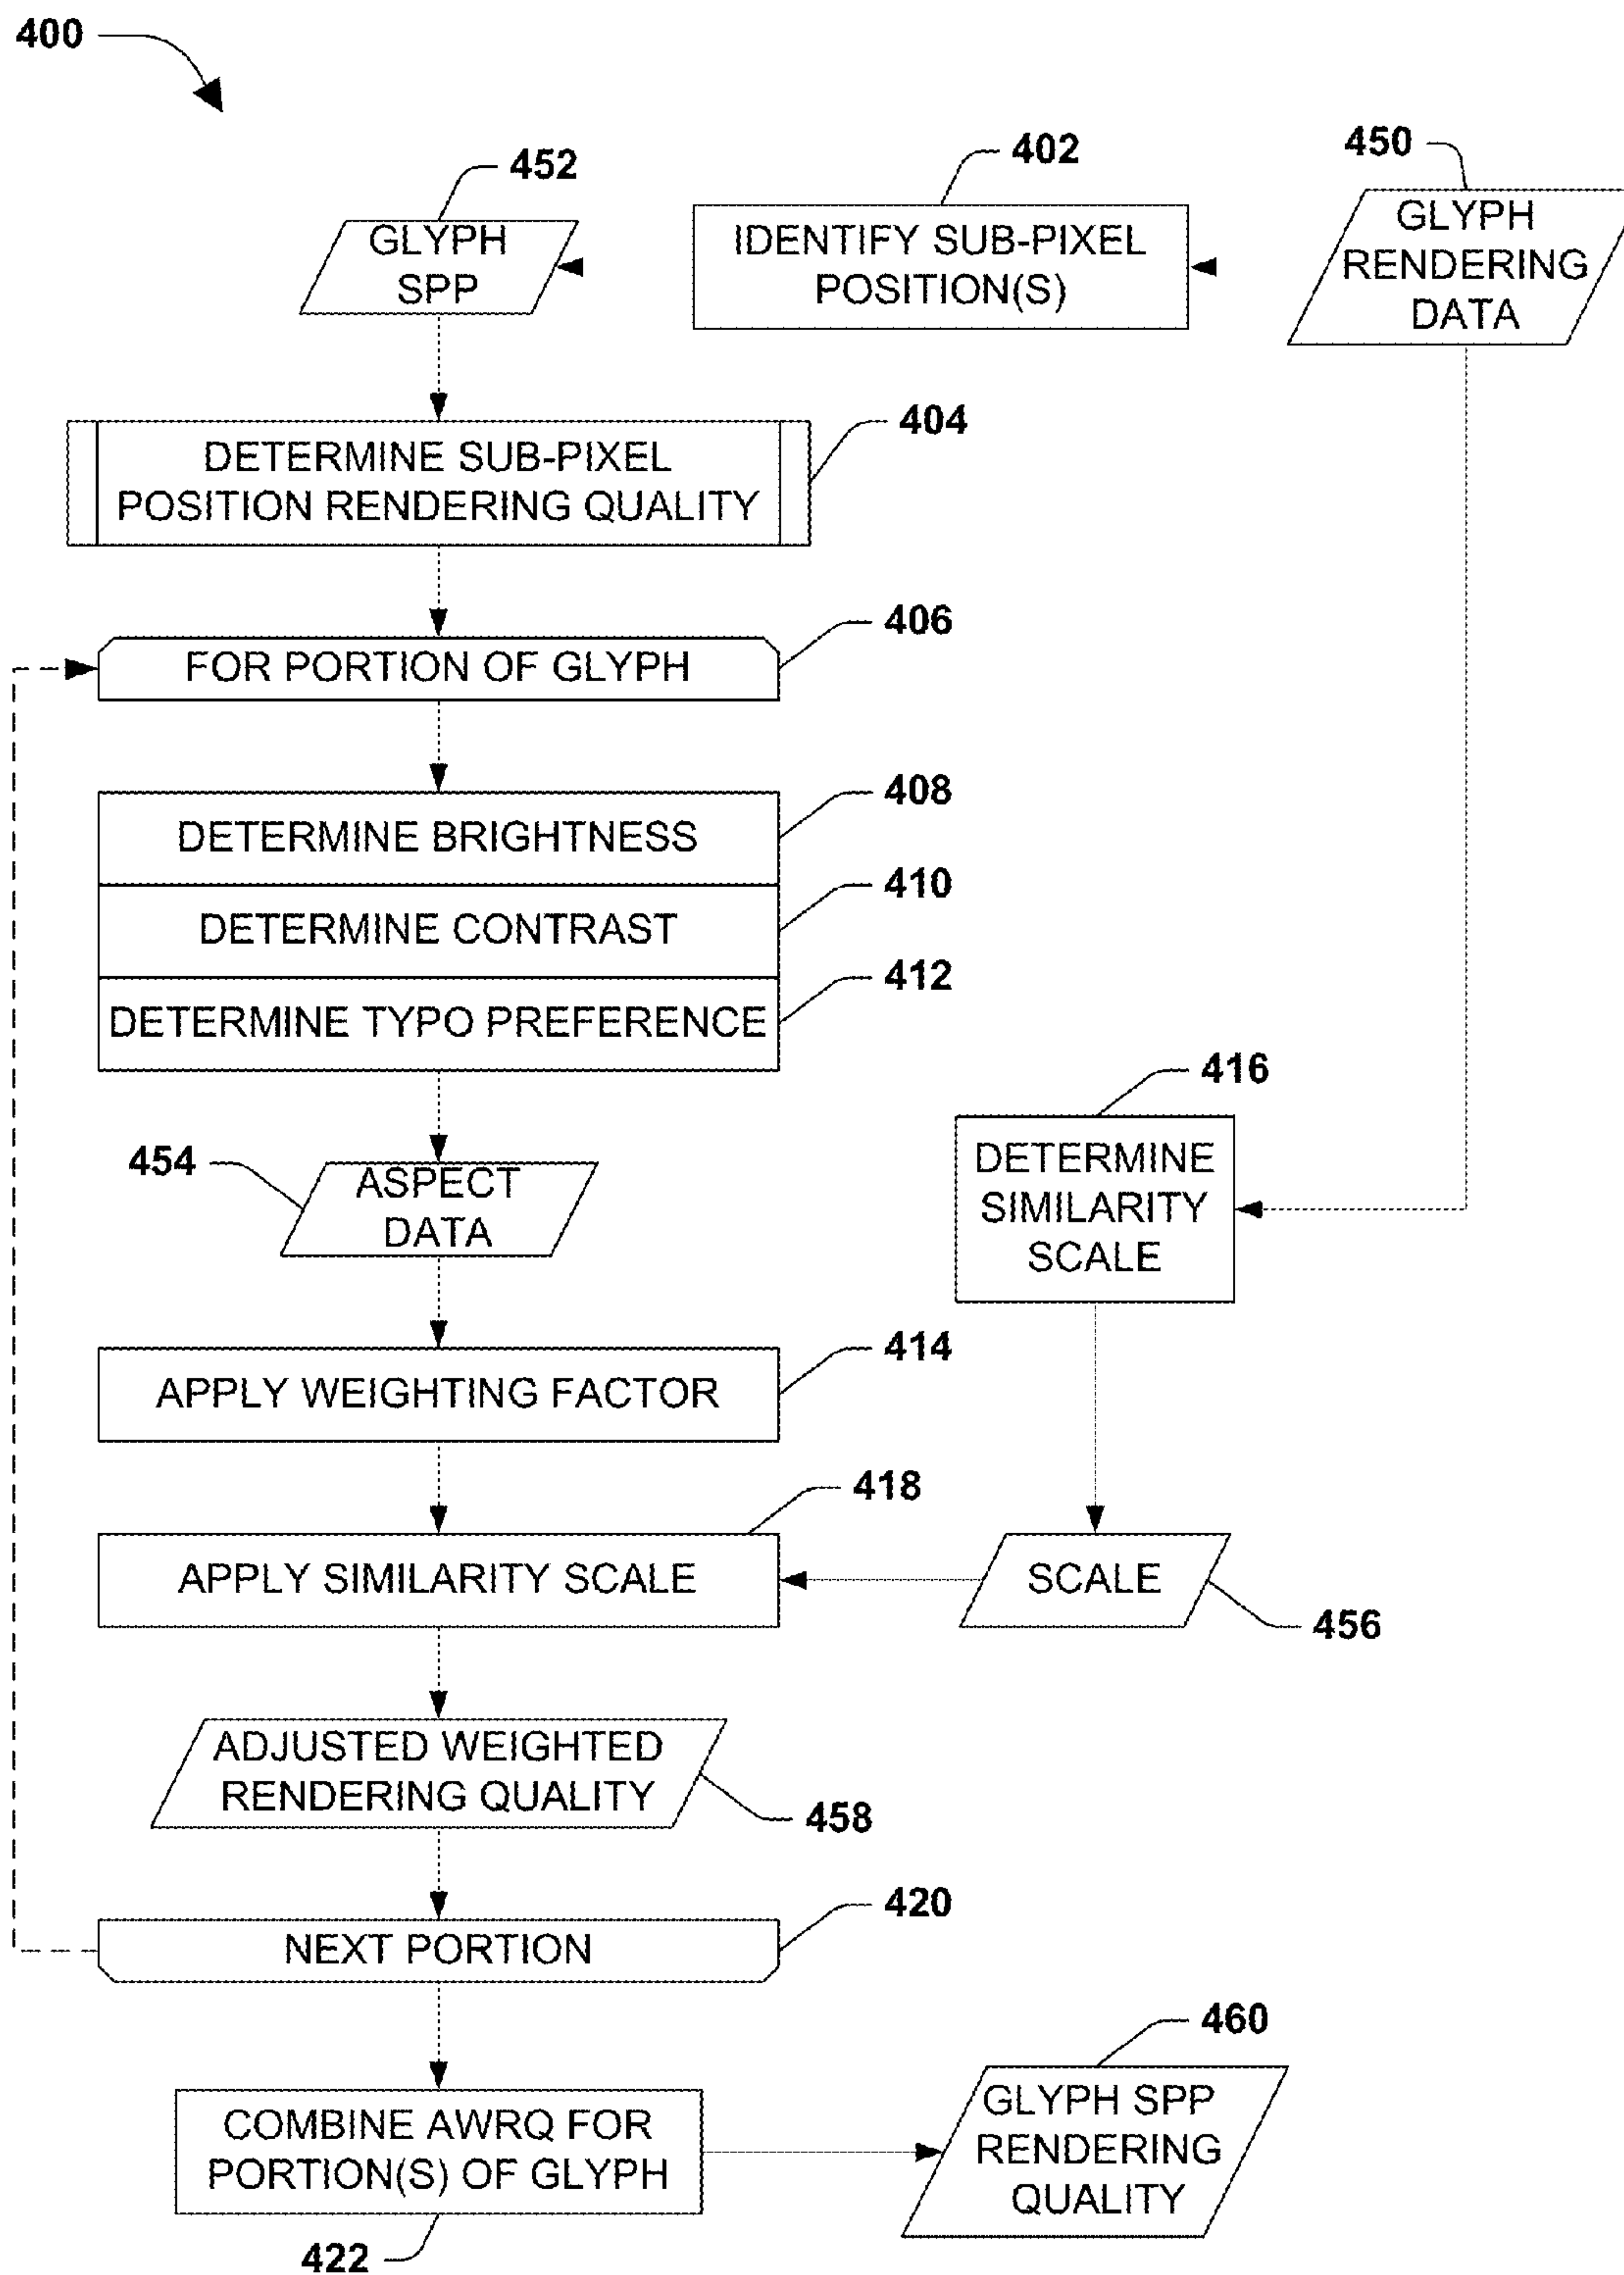 400
452
402
450
GLYPH
SPP
IDENTIFY SUB-PIXEL
POSITION(S)
GLYPH
RENDERING
DATA
404
DETERMINE SUB-PIXEL
POSITION RENDERING QUALITY
406
FOR PORTION OF GLYPH
408
DETERMINE BRIGHTNESS
410
DETERMINE CONTRAST
412
DETERMINE TYPO PREFERENCE
416
DETERMINE
SIMILARITY
SCALE
454
ASPECT
DATA
414
APPLY WEIGHTING FACTOR
418
APPLY SIMILARITY SCALE
SCALE
456
ADJUSTED WEIGHTED
RENDERING QUALITY
458
420
NEXT PORTION
460
COMBINE AWRQ FOR
PORTION(S) OF GLYPH
GLYPH SPP
RENDERING
QUALITY
422